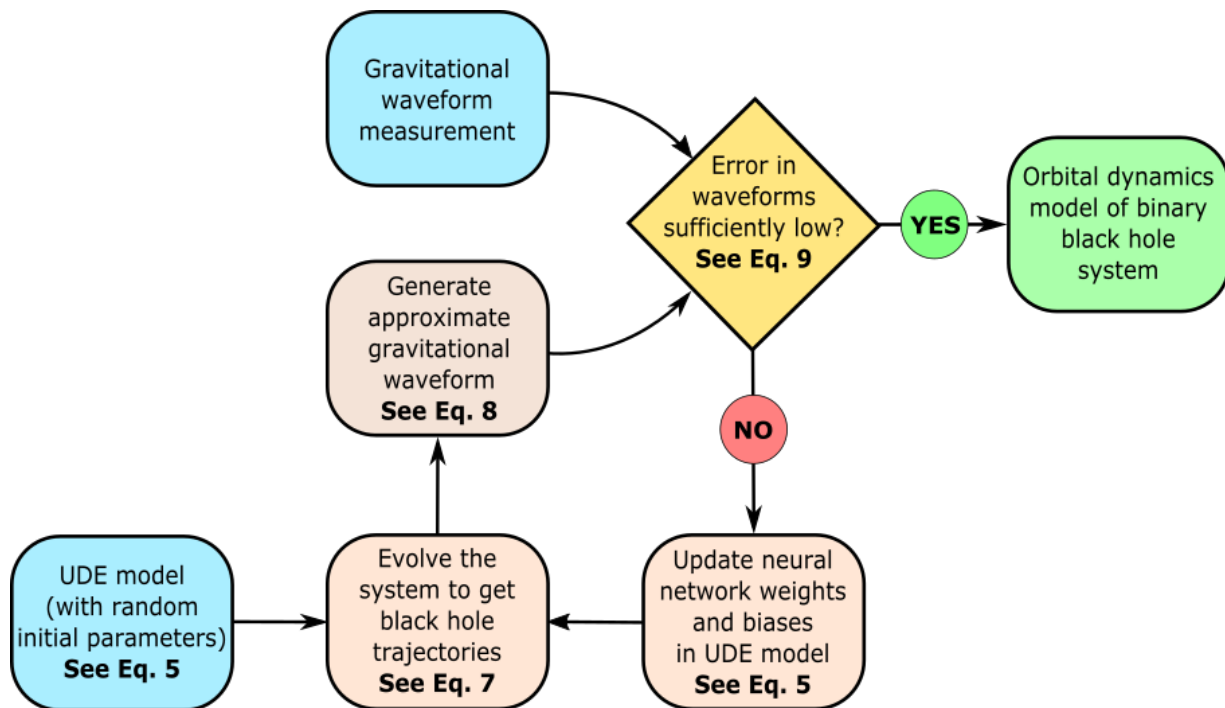 Gravitational
waveform
measurement
Error in
waveforms
sufficiently low?
See Eq. 9
YES
Orbital dynamics
model of binary
black hole
system
Generate
approximate
gravitational
waveform
See Eq. 8
NO
UDE model
(with random
initial parameters)
See Eq. 5
Evolve the
system to get
black hole
trajectories
See Eq. 7
Update neural
network weights
and biases
in UDE model
See Eq. 5